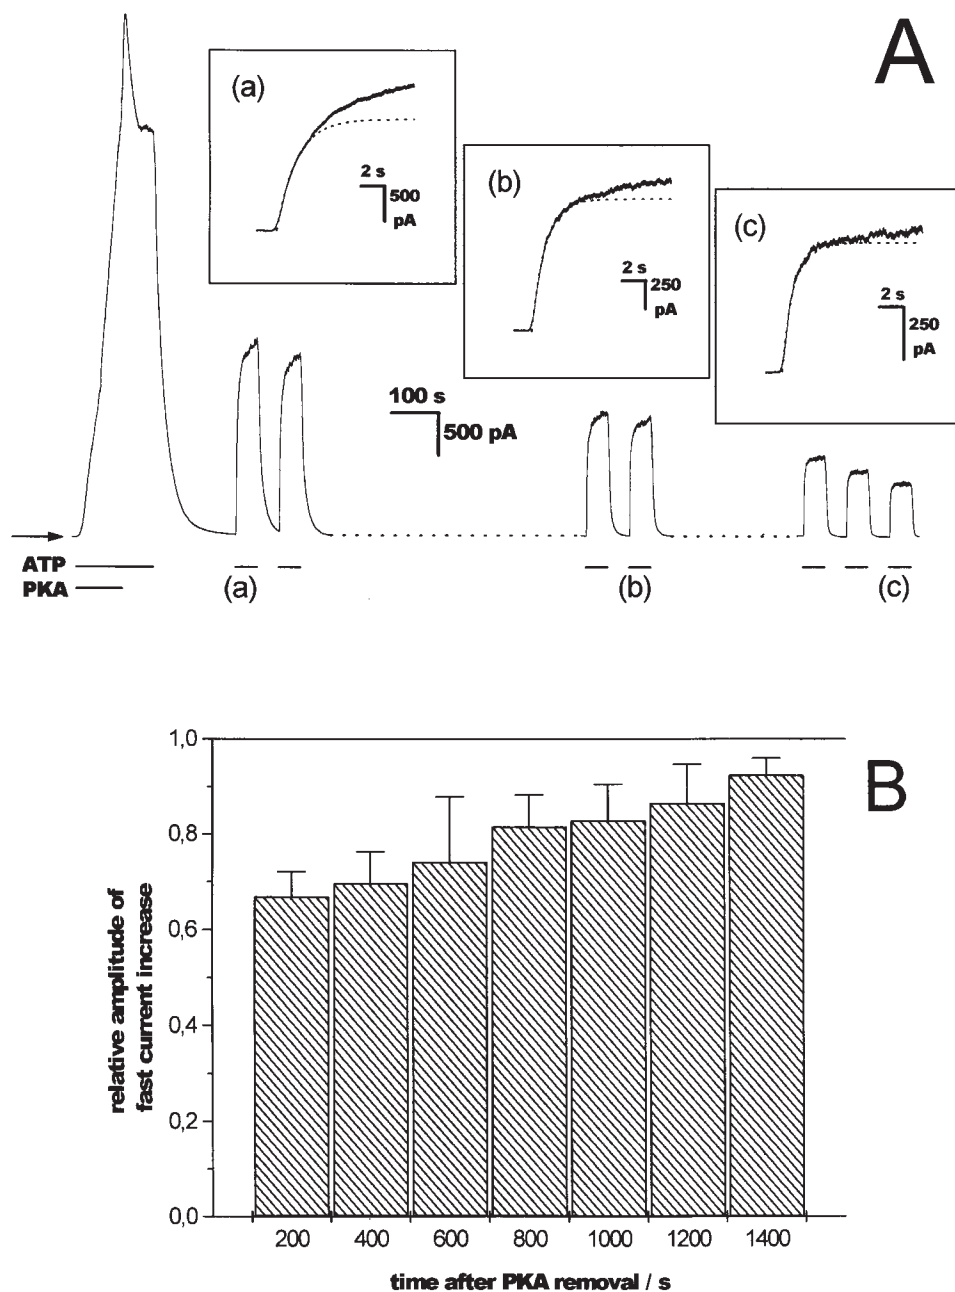 A
(a)
2 s
500
pA
(b)
2 s
250
pA
(c)
2 s
250
pA
100 s
500 pA
ATP
PKA
(a)
(b)
(c)
B
1,0
0,8
0,6
0,4
0,2
0,0
relative amplitude of
fast current increase
200 400 600 800 1000 1200 1400
time after PKA removal / s